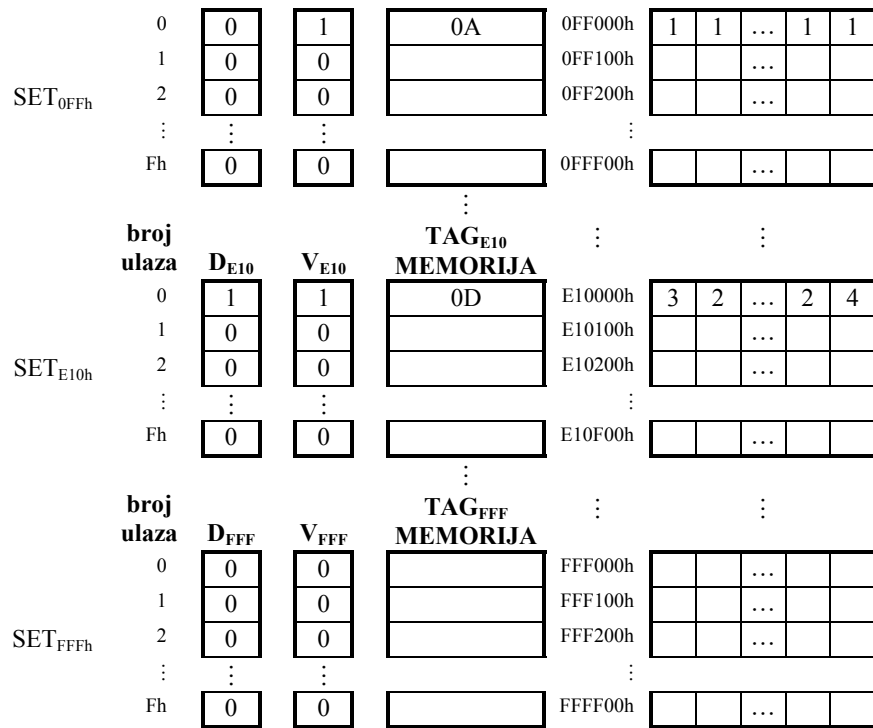 0 0 1 0A 0FF000h 1 1 … 1 1
1 0 0 0FF100h …
SET0FFh 2 0 0 0FF200h …
⋮ ⋮ ⋮ ⋮
Fh 0 0 0FFF00h …
⋮
broj ulaza DE10 VE10 TAGE10 MEMORIJA ⋮ ⋮
0 1 1 0D E10000h 3 2 … 2 4
1 0 0 E10100h …
SETE10h 2 0 0 E10200h …
⋮ ⋮ ⋮ ⋮
Fh 0 0 E10F00h …
⋮
broj ulaza DFFF VFFF TAGFFF MEMORIJA ⋮ ⋮
0 0 0 FFF000h …
1 0 0 FFF100h …
SETFFFh 2 0 0 FFF200h …
⋮ ⋮ ⋮ ⋮
Fh 0 0 FFFF00h …